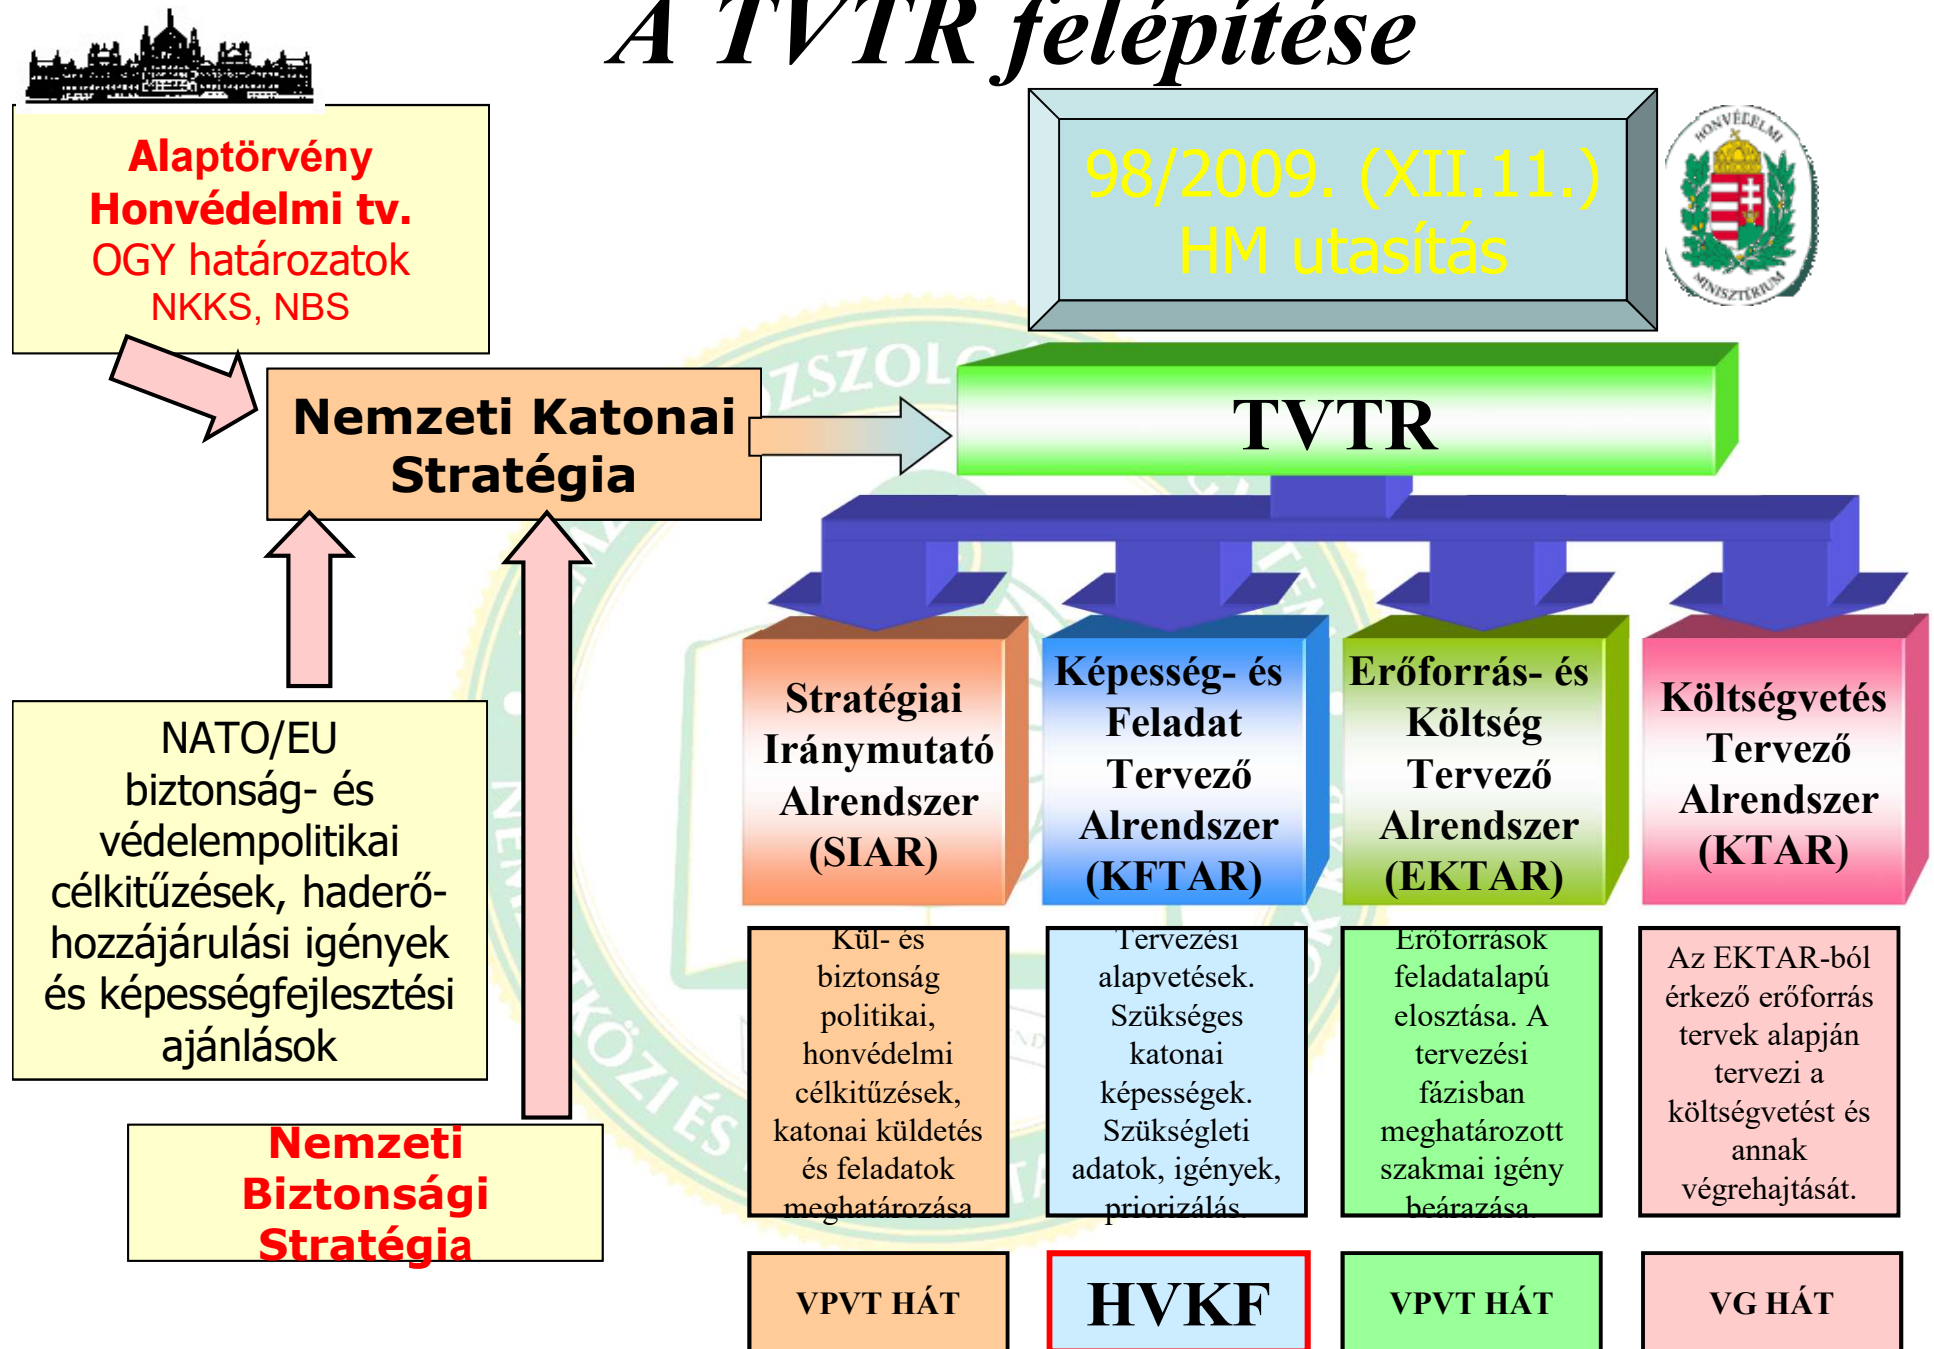 A TVTR felépítése
Alaptörvény
Honvédelmi tv.
OGY határozatok
NKKS, NBS
98/2009. (XII.11.)
HM utasítás
HONVÉDELMI
MINISZTÉRIUM
Nemzeti Katonai
Stratégia
TVTR
NATO/EU
biztonság- és
védelempolitikai
célkitűzések, haderő-
hozzájárulási igények
és képességfejlesztési
ajánlások
Nemzeti
Biztonsági
Stratégia
Stratégiai
Iránymutató
Alrendszer
(SIAR)
Képesség- és
Feladat
Tervező
Alrendszer
(KFTAR)
Erőforrás- és
Költség
Tervező
Alrendszer
(EKTAR)
Költségvetés
Tervező
Alrendszer
(KTAR)
Kül- és
biztonság
politikai,
honvédelmi
célkitűzések,
katonai küldetés
és feladatok
meghatározása
Tervezési
alapvetések.
Szükséges
katonai
képességek.
Szükségleti
adatok, igények,
priorizálás.
Erőforrások
feladatalapú
elosztása. A
tervezési
fázisban
meghatározott
szakmai igény
beárazása.
Az EKTAR-ból
érkező erőforrás
tervek alapján
tervezi a
költségvetést és
annak
végrehajtását.
VPVT HÁT
HVKF
VPVT HÁT
VG HÁT